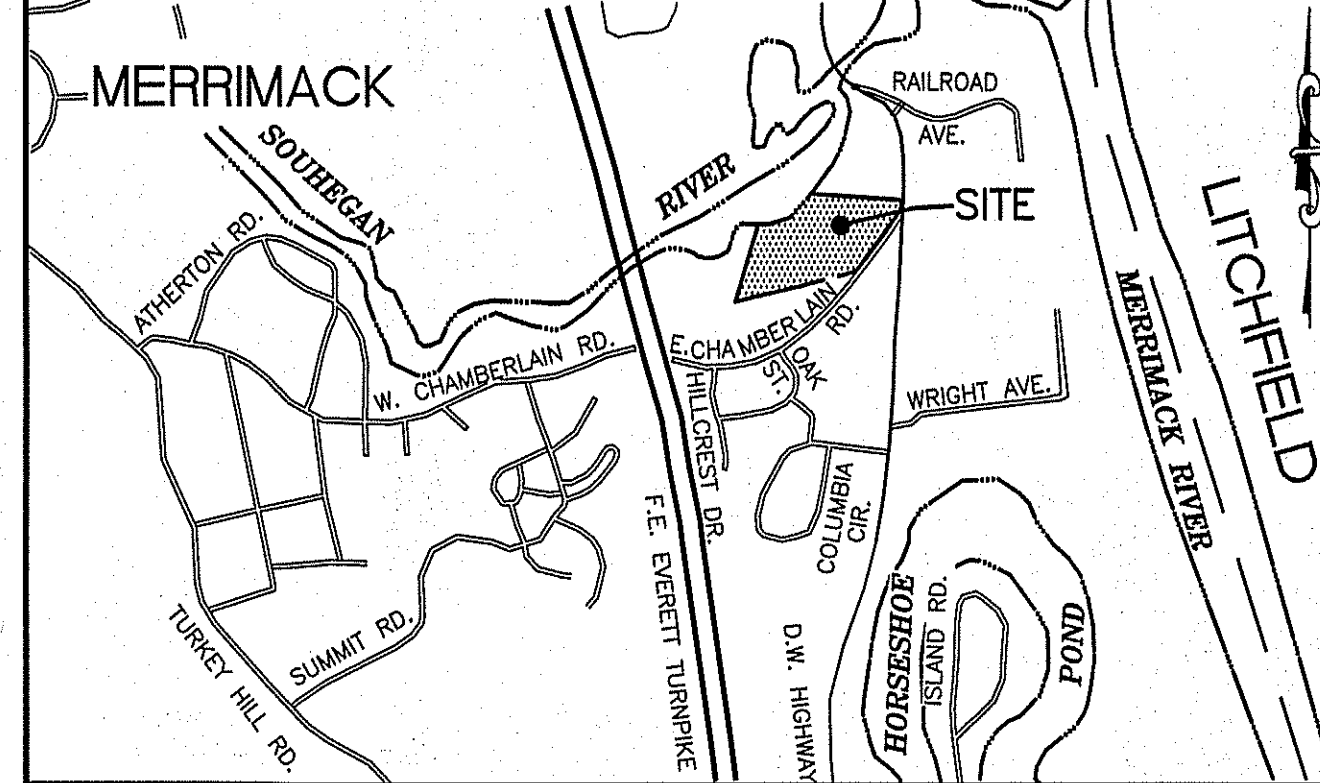 MERRIMACK
SOUHEGAN
RIVER
RAILROAD
AVE.
SITE
LITCHFIELD
MERRIMACK RIVER
ATHERTON RD.
W. CHAMBERLAIN RD.
E. CHAMBERLAIN
RD.
OAK
ST.
HILLCREST DR.
WRIGHT AVE.
COLUMBIA
CIR.
F.E. EVERETT TURNPIKE
D.W. HIGHWAY
HORSESHOE
ISLAND RD.
POND
SUMMIT RD.
TURKEY HILL RD.